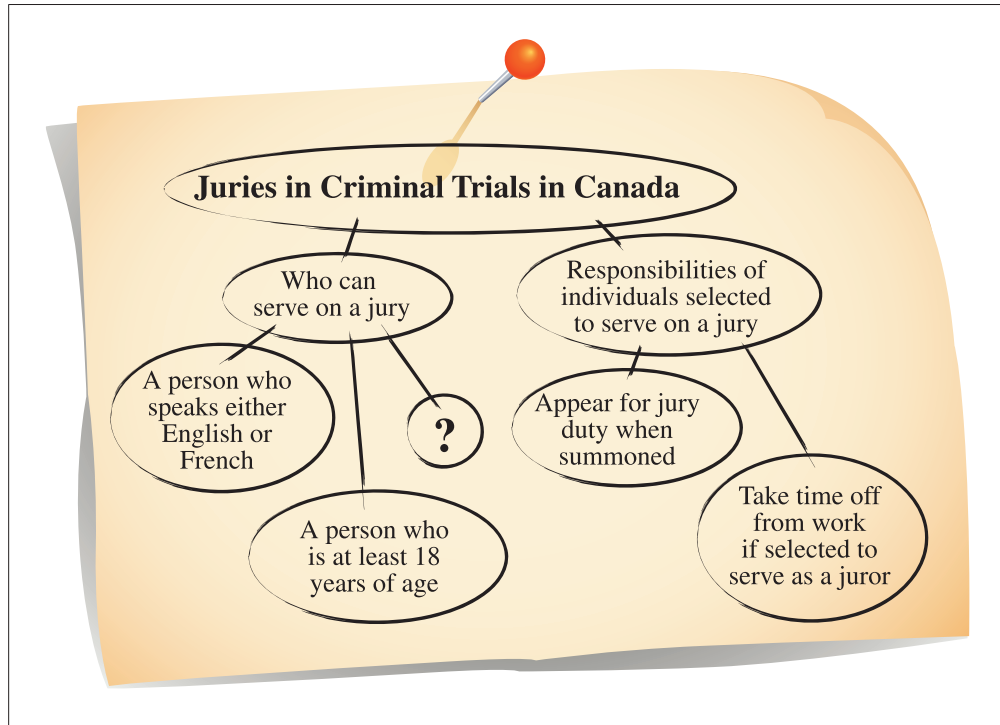 Juries in Criminal Trials in Canada
Who can
serve on a jury
Responsibilities of
individuals selected
to serve on a jury
A person who
speaks either
English or
French
?
Appear for jury
duty when
summoned
A person who
is at least 18
years of age
Take time off
from work
if selected to
serve as a juror